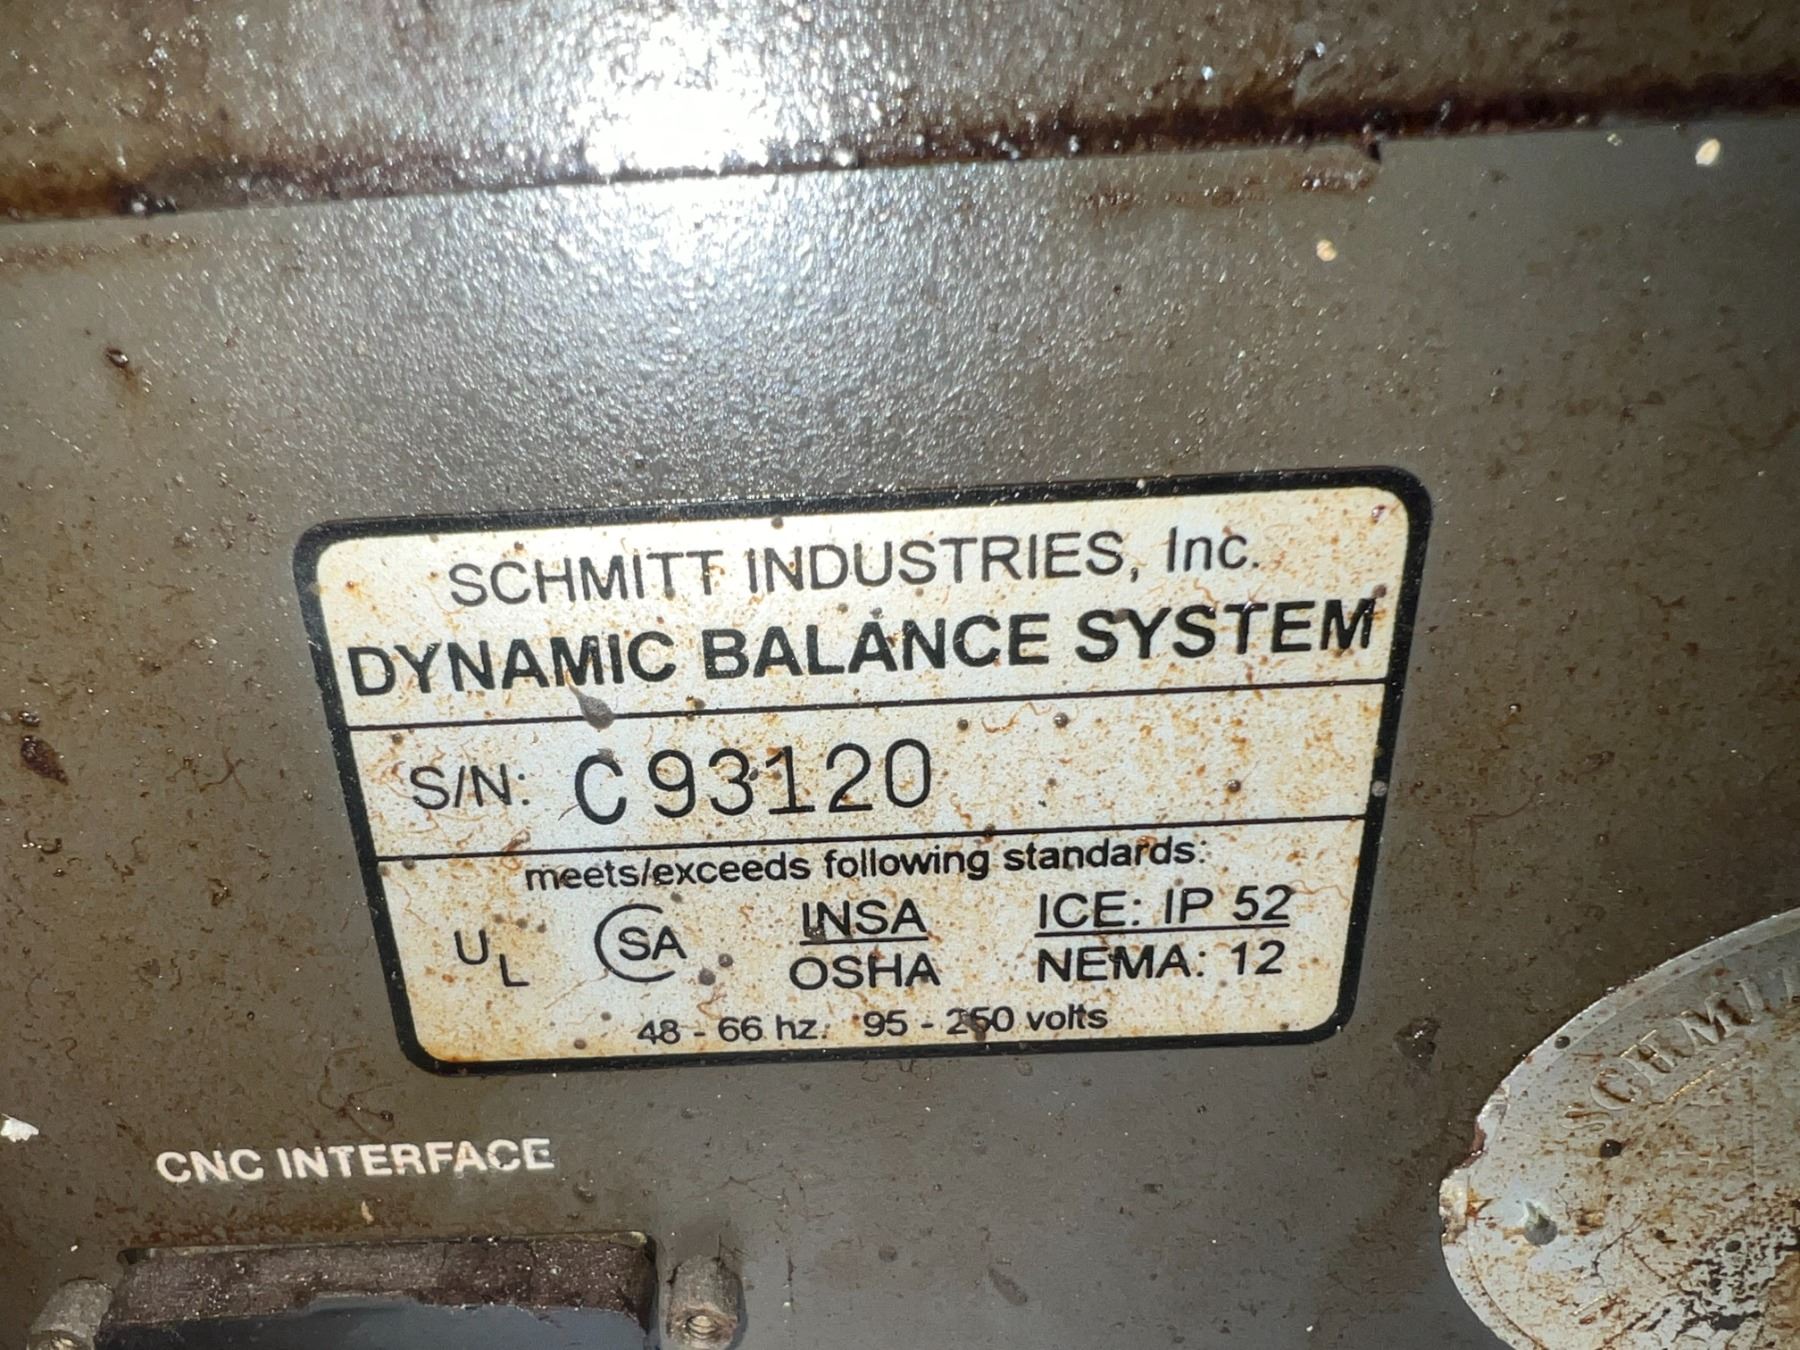 SCHMITT INDUSTRIES, Inc.
DYNAMIC BALANCE SYSTEM
S/N: C93120
meets/exceeds following standards:
UL SA INSA ICE: IP 52
OSHA NEMA: 12
48 - 66 hz. 95 - 250 volts
CNC INTERFACE